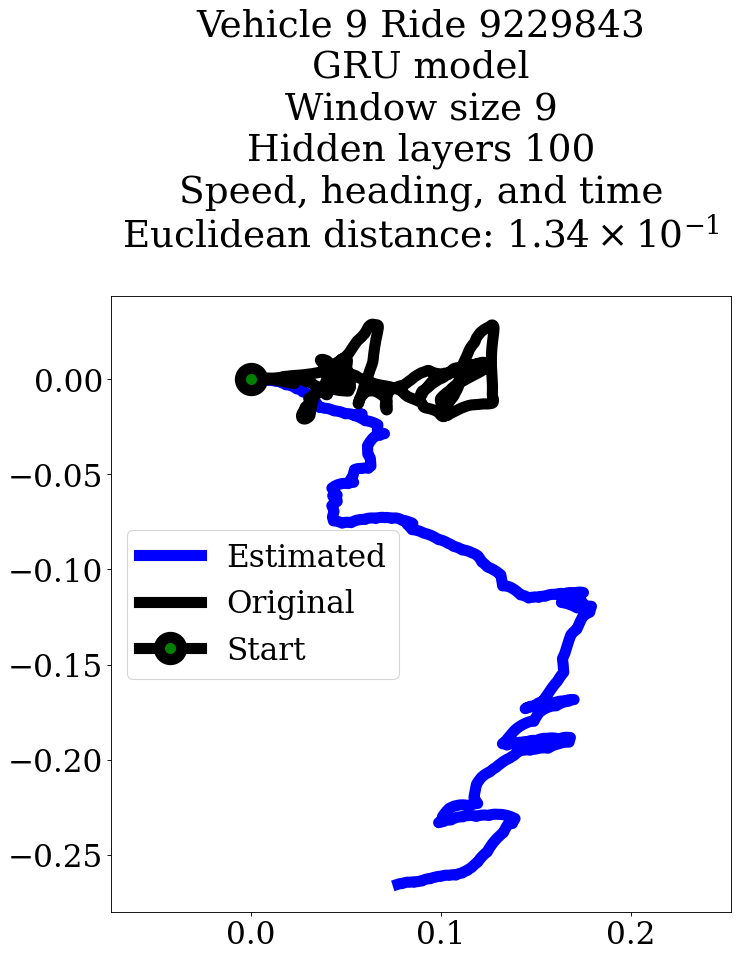 Vehicle 9 Ride 9229843
GRU model
Window size 9
Hidden layers 100
Speed, heading, and time
Euclidean distance: 1.34 × 10⁻¹
0.00
−0.05
−0.10
−0.15
−0.20
−0.25
Estimated
Original
Start
0.0 0.1 0.2